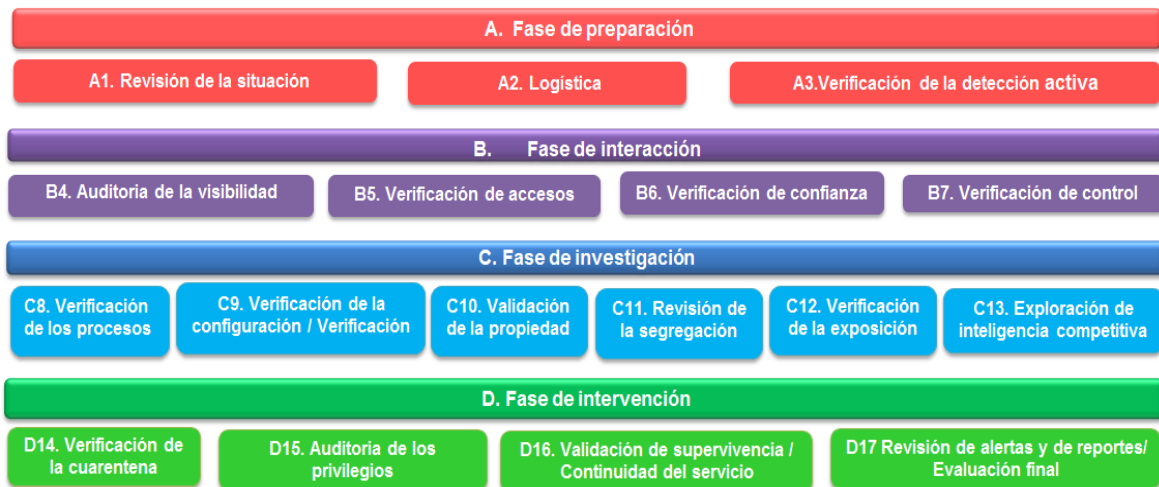 A. Fase de preparación
A1. Revisión de la situación
A2. Logística
A3.Verificación de la detección activa
B. Fase de interacción
B4. Auditoria de la visibilidad
B5. Verificación de accesos
B6. Verificación de confianza
B7. Verificación de control
C. Fase de investigación
C8. Verificación
de los procesos
C9. Verificación de la
configuración / Verificación
C10. Validación
de la propiedad
C11. Revisión de
la segregación
C12. Verificación
de la exposición
C13. Exploración de
inteligencia competitiva
D. Fase de intervención
D14. Verificación de
la cuarentena
D15. Auditoria de los
privilegios
D16. Validación de supervivencia /
Continuidad del servicio
D17 Revisión de alertas y de reportes/
Evaluación final